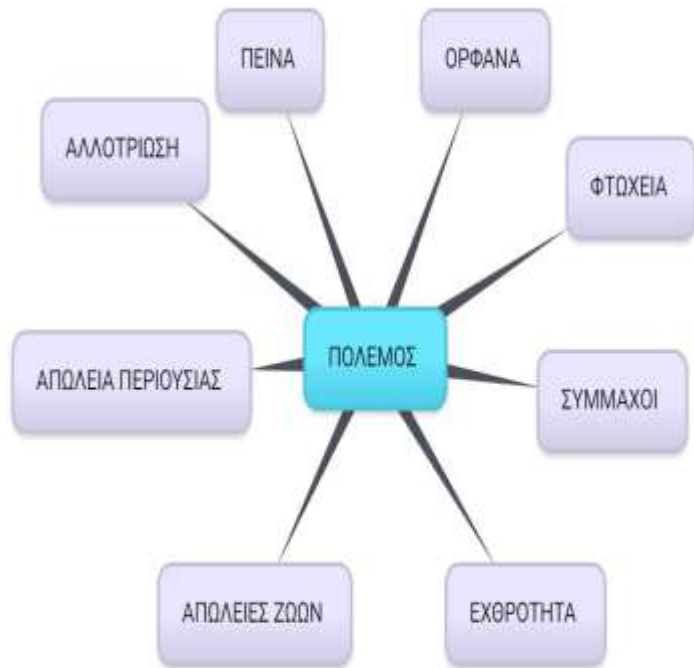 ΠΕΙΝΑ
ΟΡΦΑΝΑ
ΑΛΛΟΤΡΙΩΣΗ
ΦΤΩΧΕΙΑ
ΠΟΛΕΜΟΣ
ΑΠΩΛΕΙΑ ΠΕΡΙΟΥΣΙΑΣ
ΣΥΜΜΑΧΟΙ
ΑΠΩΛΕΙΕΣ ΖΩΩΝ
ΕΧΘΡΟΤΗΤΑ